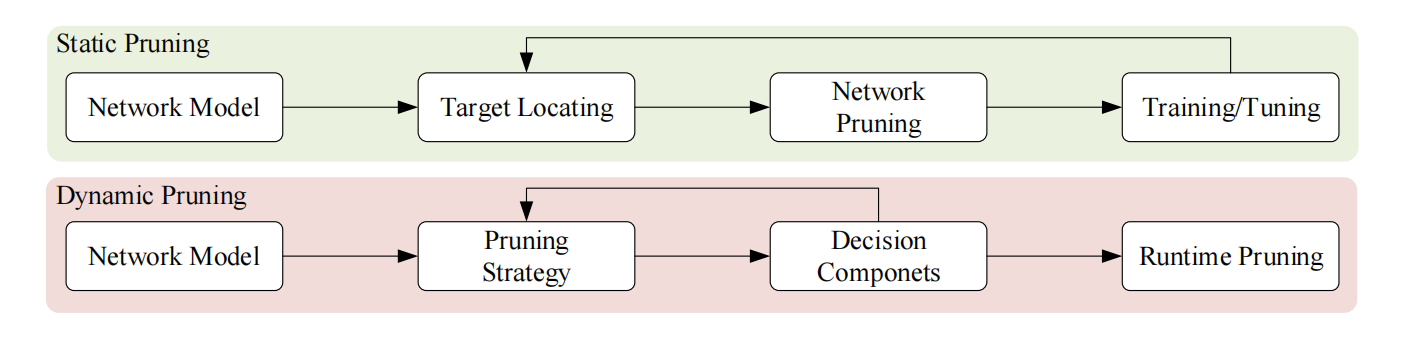 Static Pruning
Network Model
Target Locating
Network
Pruning
Training/Tuning
Dynamic Pruning
Network Model
Pruning
Strategy
Decision
Componets
Runtime Pruning